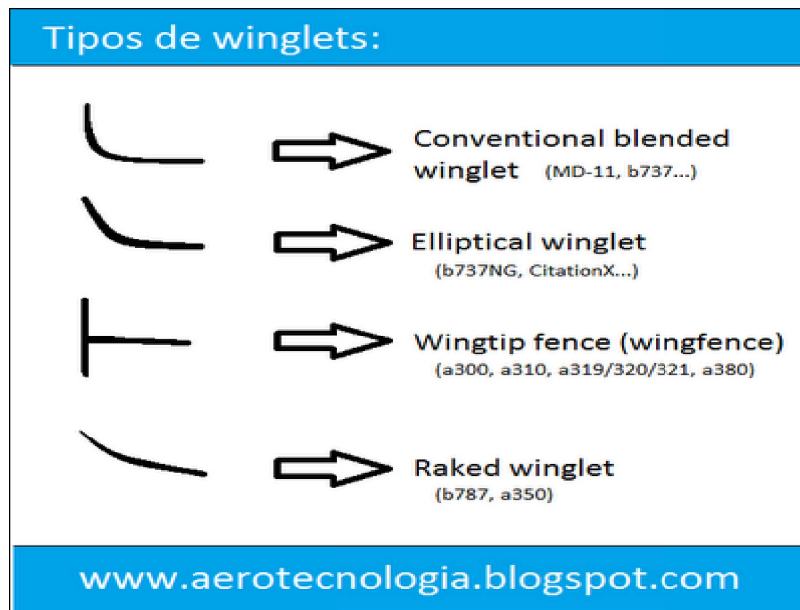 Tipos de winglets:
Conventional blended
winglet (MD-11, b737...)
Elliptical winglet
(b737NG, CitationX...)
Wingtip fence (wingfence)
(a300, a310, a319/320/321, a380)
Raked winglet
(b787, a350)
www.aerotecnologia.blogspot.com